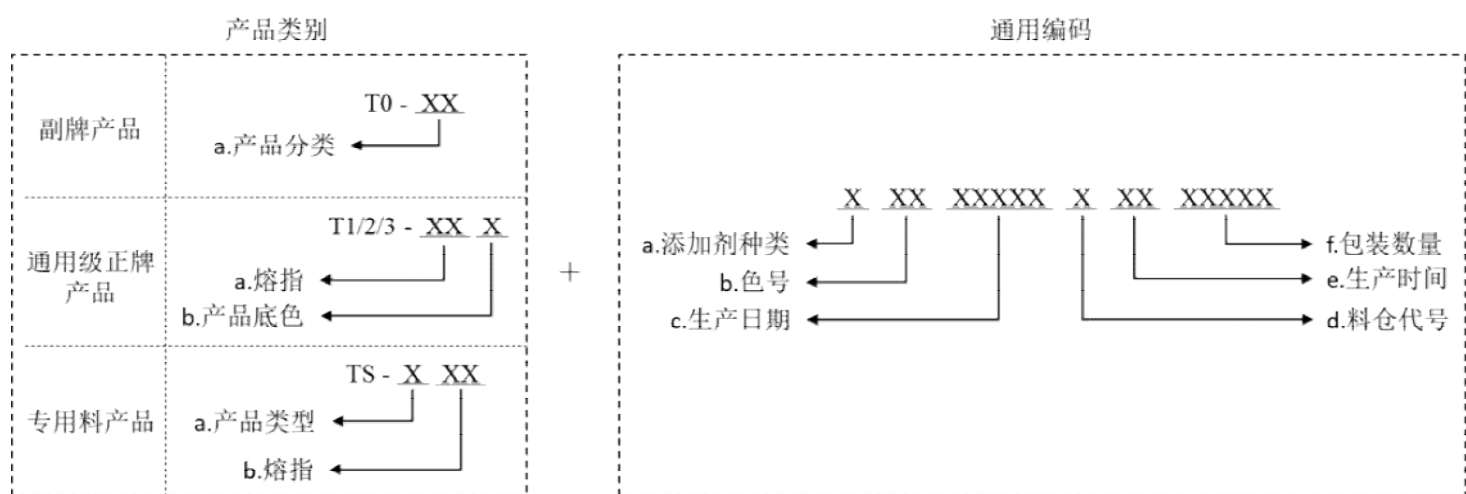 产品类别
副牌产品
T0 - XX
a.产品分类
通用级正牌
产品
T1/2/3 - XX X
a.熔指
b.产品底色
专用料产品
TS - X XX
a.产品类型
b.熔指
+
通用编码
X XX XXXXX X XX XXXXX
a.添加剂种类
b.色号
c.生产日期
f.包装数量
e.生产时间
d.料仓代号